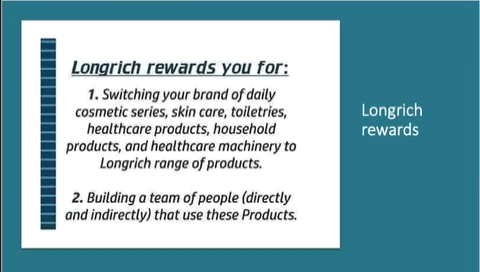 Longrich rewards you for:
1. Switching your brand of daily
cosmetic series, skin care, toiletries,
healthcare products, household
products, and healthcare machinery to
Longrich range of products.
2. Building a team of people (directly
and indirectly) that use these Products.
Longrich
rewards